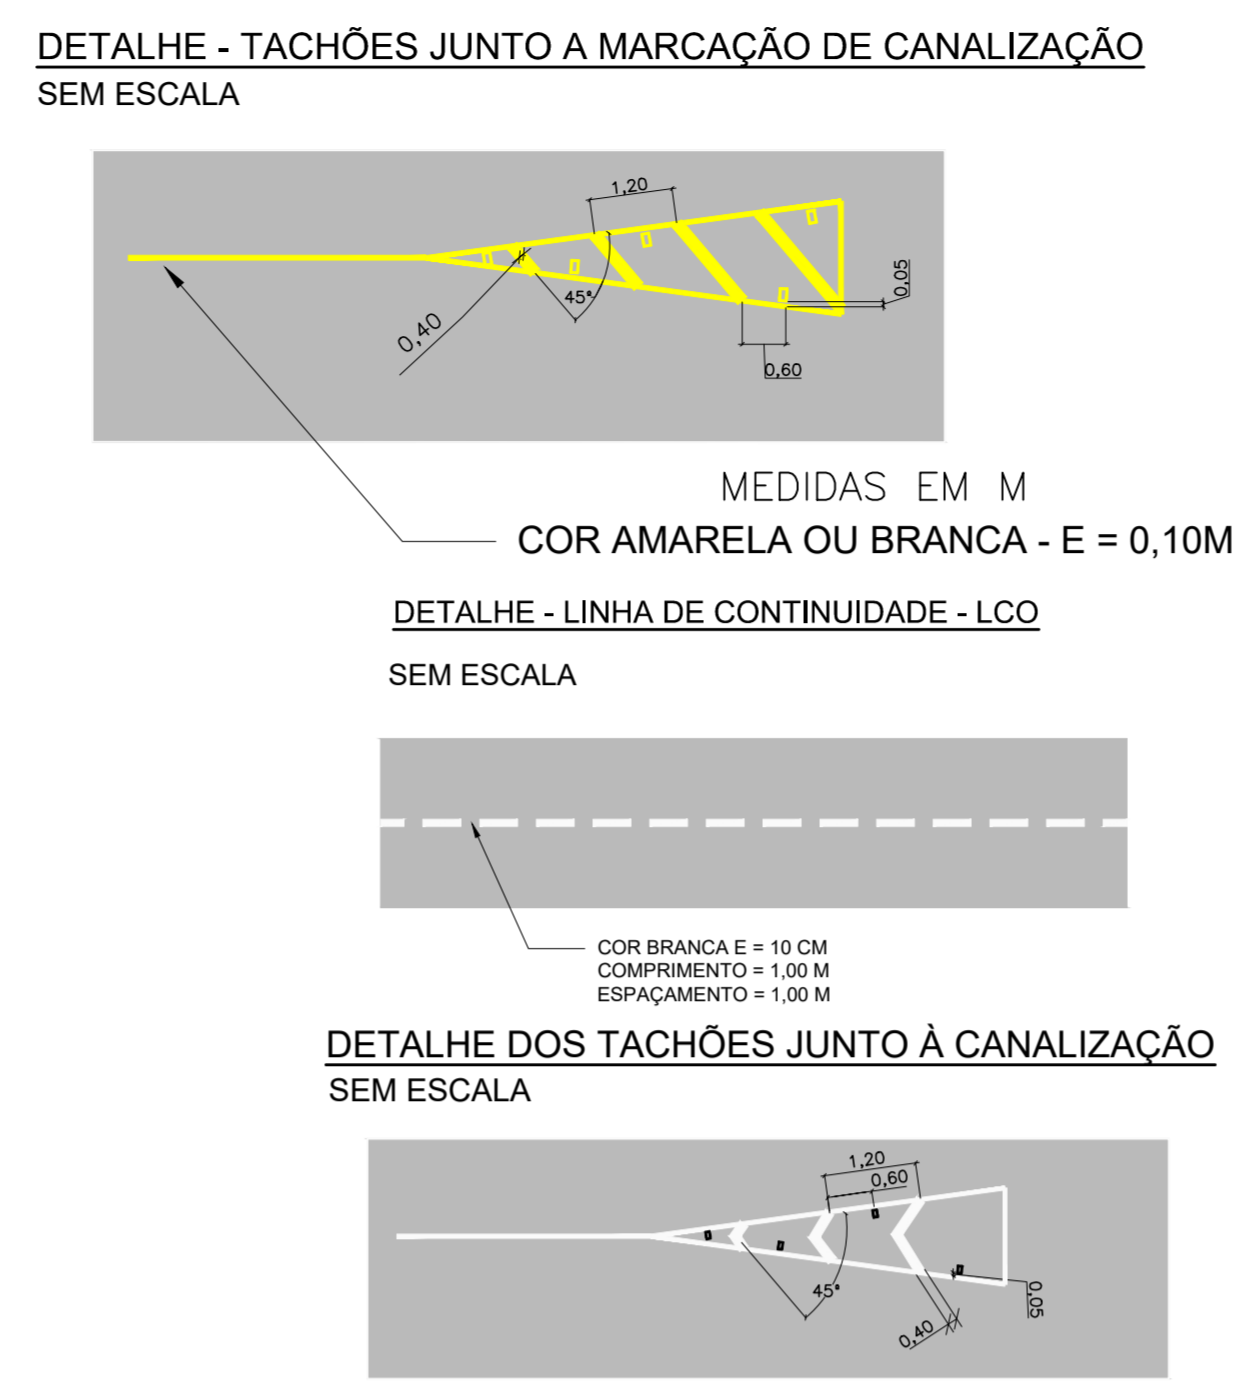 DETALHE - TACHÕES JUNTO A MARCAÇÃO DE CANALIZAÇÃO
SEM ESCALA
1,20
0,05
45°
0,40
0,60
MEDIDAS EM M
COR AMARELA OU BRANCA - E = 0,10M
DETALHE - LINHA DE CONTINUIDADE - LCO
SEM ESCALA
COR BRANCA E = 10 CM
COMPRIMENTO = 1,00 M
ESPAÇAMENTO = 1,00 M
DETALHE DOS TACHÕES JUNTO À CANALIZAÇÃO
SEM ESCALA
1,20
0,60
45°
0,05
0,40